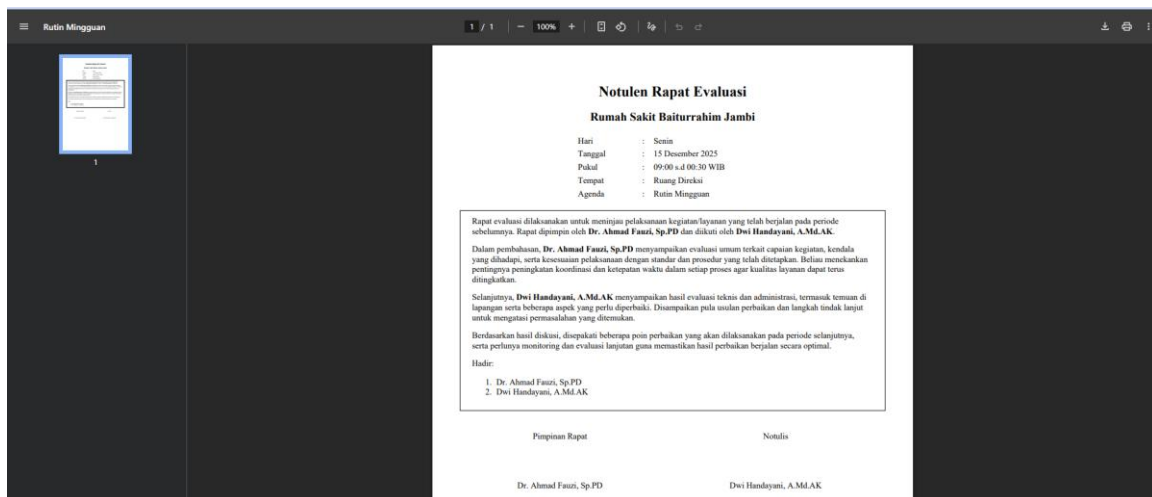 Rutin Mingguan
1 / 1
100%
1
Notulen Rapat Evaluasi
Rumah Sakit Baiturrahim Jambi
Hari : Senin
Tanggal : 15 Desember 2025
Pukul : 09:00 s.d 00:30 WIB
Tempat : Ruang Direksi
Agenda : Rutin Mingguan
Rapat evaluasi dilaksanakan untuk meninjau pelaksanaan kegiatan/layanan yang telah berjalan pada periode
sebelumnya. Rapat dipimpin oleh Dr. Ahmad Fauzi, Sp.PD dan diikuti oleh Dwi Handayani, A.Md.AK.
Dalam pembahasan, Dr. Ahmad Fauzi, Sp.PD menyampaikan evaluasi umum terkait capaian kegiatan, kendala
yang dihadapi, serta kesesuaian pelaksanaan dengan standar dan prosedur yang telah ditetapkan. Beliau menekankan
pentingnya peningkatan koordinasi dan ketepatan waktu dalam setiap proses agar kualitas layanan dapat terus
ditingkatkan.
Selanjutnya, Dwi Handayani, A.Md.AK menyampaikan hasil evaluasi teknis dan administrasi, termasuk temuan di
lapangan serta beberapa aspek yang perlu diperbaiki. Disampaikan pula usulan perbaikan dan langkah tindak lanjut
untuk mengatasi permasalahan yang ditemukan.
Berdasarkan hasil diskusi, disepakati beberapa poin perbaikan yang akan dilaksanakan pada periode selanjutnya,
serta perlunya monitoring dan evaluasi lanjutan guna memastikan hasil perbaikan berjalan secara optimal.
Hadir:
1. Dr. Ahmad Fauzi, Sp.PD
2. Dwi Handayani, A.Md.AK
Pimpinan Rapat Notulis
Dr. Ahmad Fauzi, Sp.PD Dwi Handayani, A.Md.AK